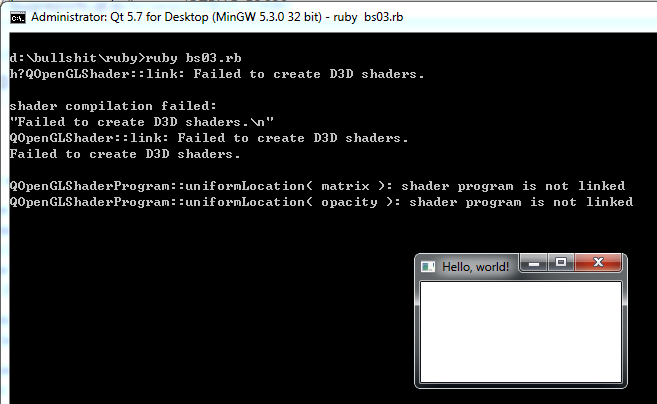 Administrator: Qt 5.7 for Desktop (MinGW 5.3.0 32 bit) - ruby  bs03.rb
d:\bullshit\ruby>ruby bs03.rb
h?QOpenGLShader::link: Failed to create D3D shaders.
shader compilation failed:
"Failed to create D3D shaders.\n"
QOpenGLShader::link: Failed to create D3D shaders.
Failed to create D3D shaders.
QOpenGLShaderProgram::uniformLocation( matrix ): shader program is not linked
QOpenGLShaderProgram::uniformLocation( opacity ): shader program is not linked
Hello, world!